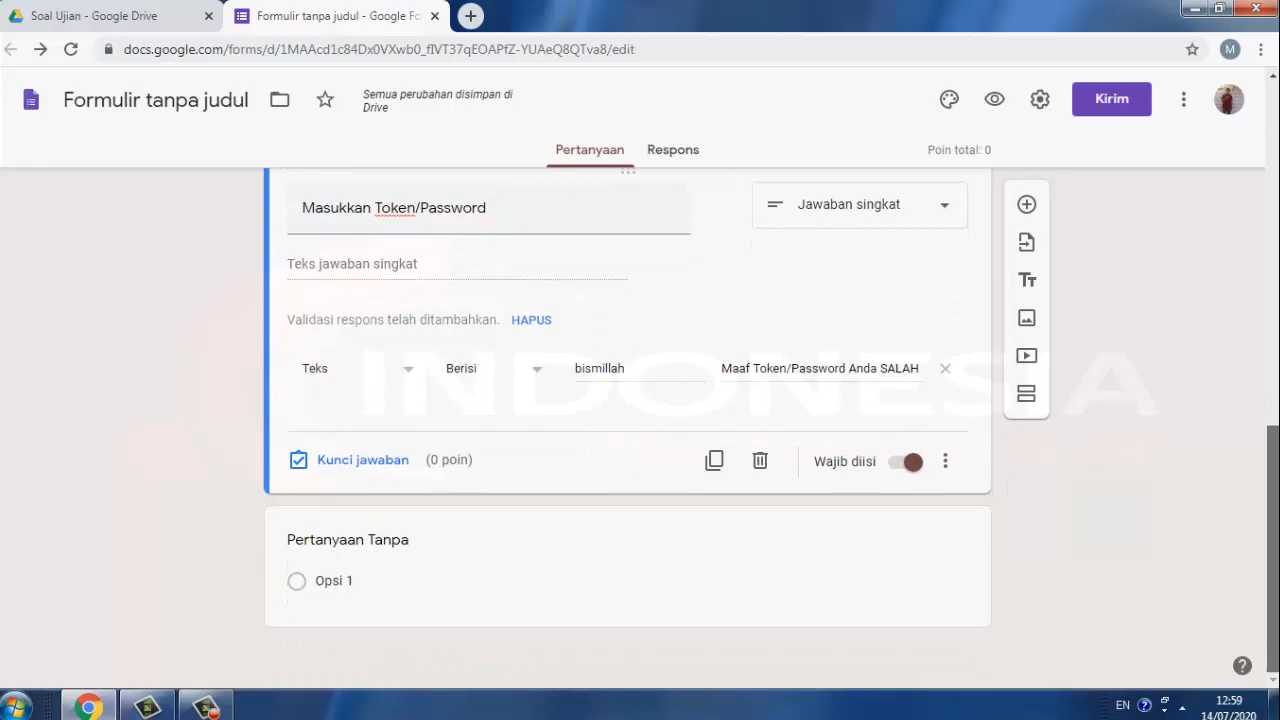 Soal Ujian - Google Drive
Formulir tanpa judul - Google Fo
docs.google.com/forms/d/1MAAcd1c84Dx0VXwb0_fIVT37qEOAPfZ-YUAeQ8QTva8/edit
M
Formulir tanpa judul
Semua perubahan disimpan di
Drive
Kirim
Pertanyaan
Respons
Poin total: 0
Masukkan Token/Password
Jawaban singkat
Teks jawaban singkat
Validasi respons telah ditambahkan. HAPUS
Teks
Berisi
bismillah
Maaf Token/Password Anda SALAH
INDONESIA
Kunci jawaban (0 poin)
Wajib diisi
Pertanyaan Tanpa
Opsi 1
EN
12:59
14/07/2020